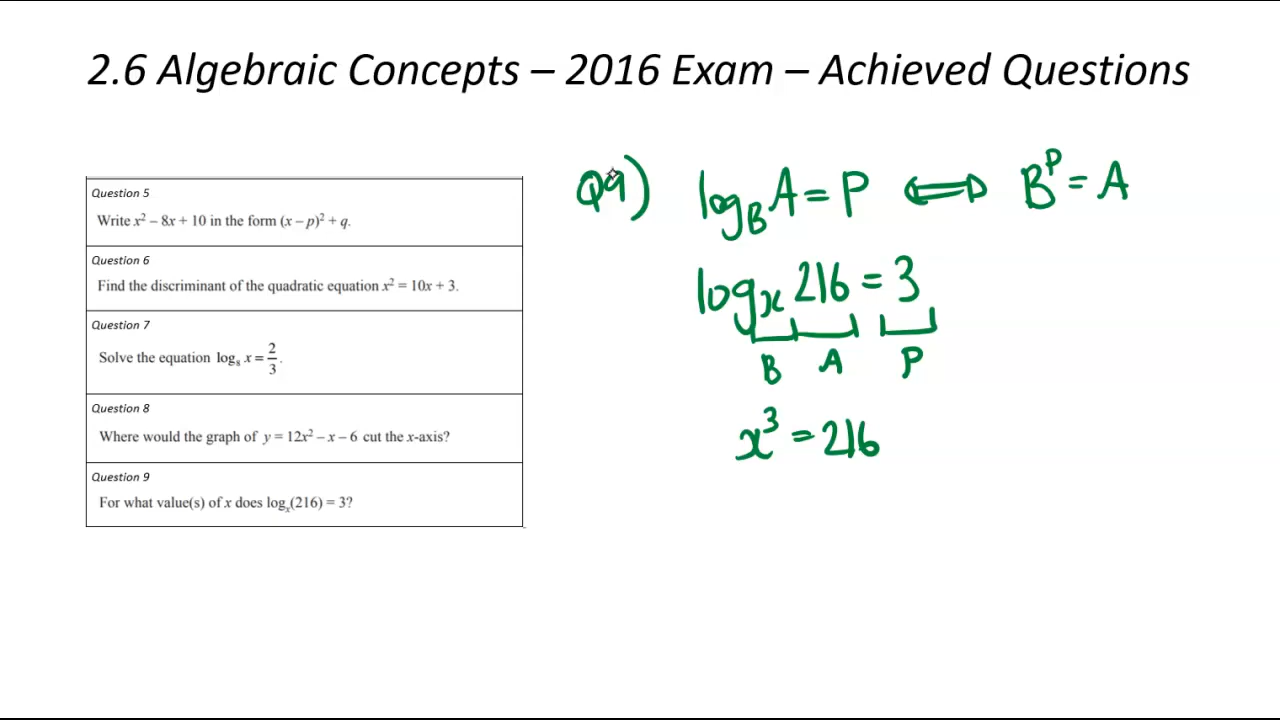 2.6 Algebraic Concepts – 2016 Exam – Achieved Questions
Question 5
Write x² – 8x + 10 in the form (x – p)² + q.
Question 6
Find the discriminant of the quadratic equation x² = 10x + 3.
Question 7
Solve the equation log₈ x = 2/3.
Question 8
Where would the graph of y = 12x² – x – 6 cut the x-axis?
Question 9
For what value(s) of x does logₓ(216) = 3?
Q9) log_B A = P ⟺ B^P = A
logₓ 216 = 3
B A P
x³ = 216